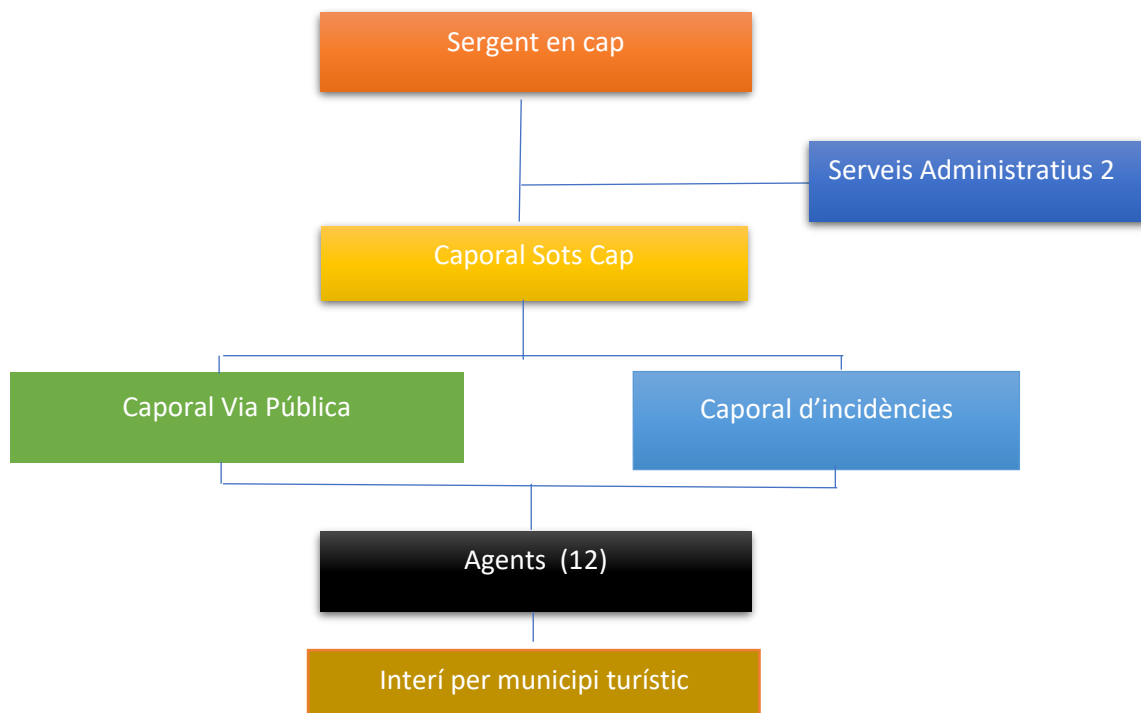 Sergent en cap
Serveis Administratius 2
Caporal Sots Cap
Caporal Via Pública
Caporal d’incidències
Agents  (12)
Interí per municipi turístic